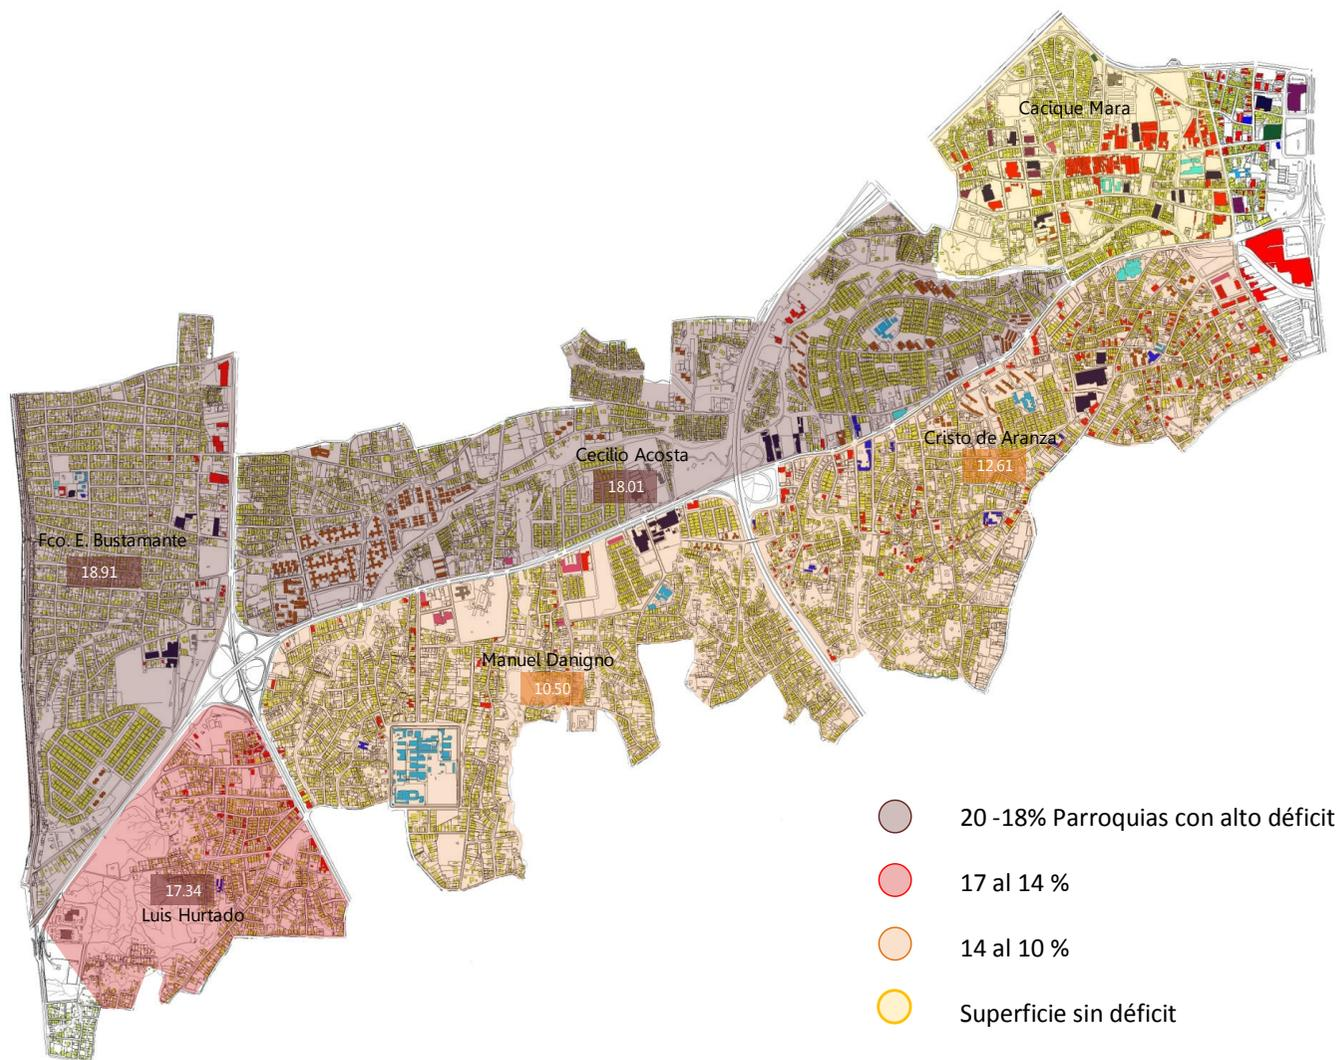 Cacique Mara
Cristo de Aranza
12.61
Cecilio Acosta
18.01
Fco. E. Bustamante
18.91
Manuel Danigno
10.50
17.34
Luis Hurtado
20 -18% Parroquias con alto déficit
17 al 14 %
14 al 10 %
Superficie sin déficit